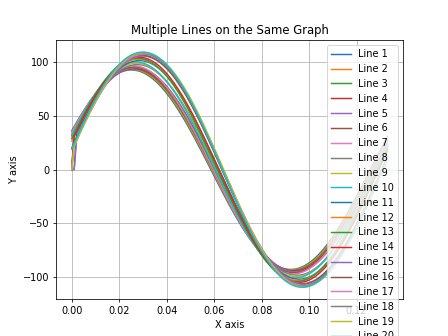 Multiple Lines on the Same Graph
Y axis
100
50
0
−50
−100
0.00
0.02
0.04
0.06
0.08
0.10
X axis
Line 1
Line 2
Line 3
Line 4
Line 5
Line 6
Line 7
Line 8
Line 9
Line 10
Line 11
Line 12
Line 13
Line 14
Line 15
Line 16
Line 17
Line 18
Line 19